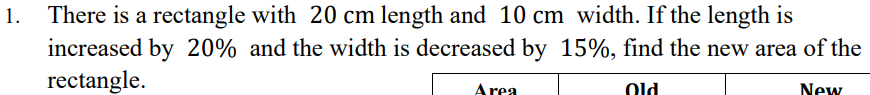 1. There is a rectangle with 20 cm length and 10 cm width. If the length is
increased by 20% and the width is decreased by 15%, find the new area of the
rectangle.
Area Old New